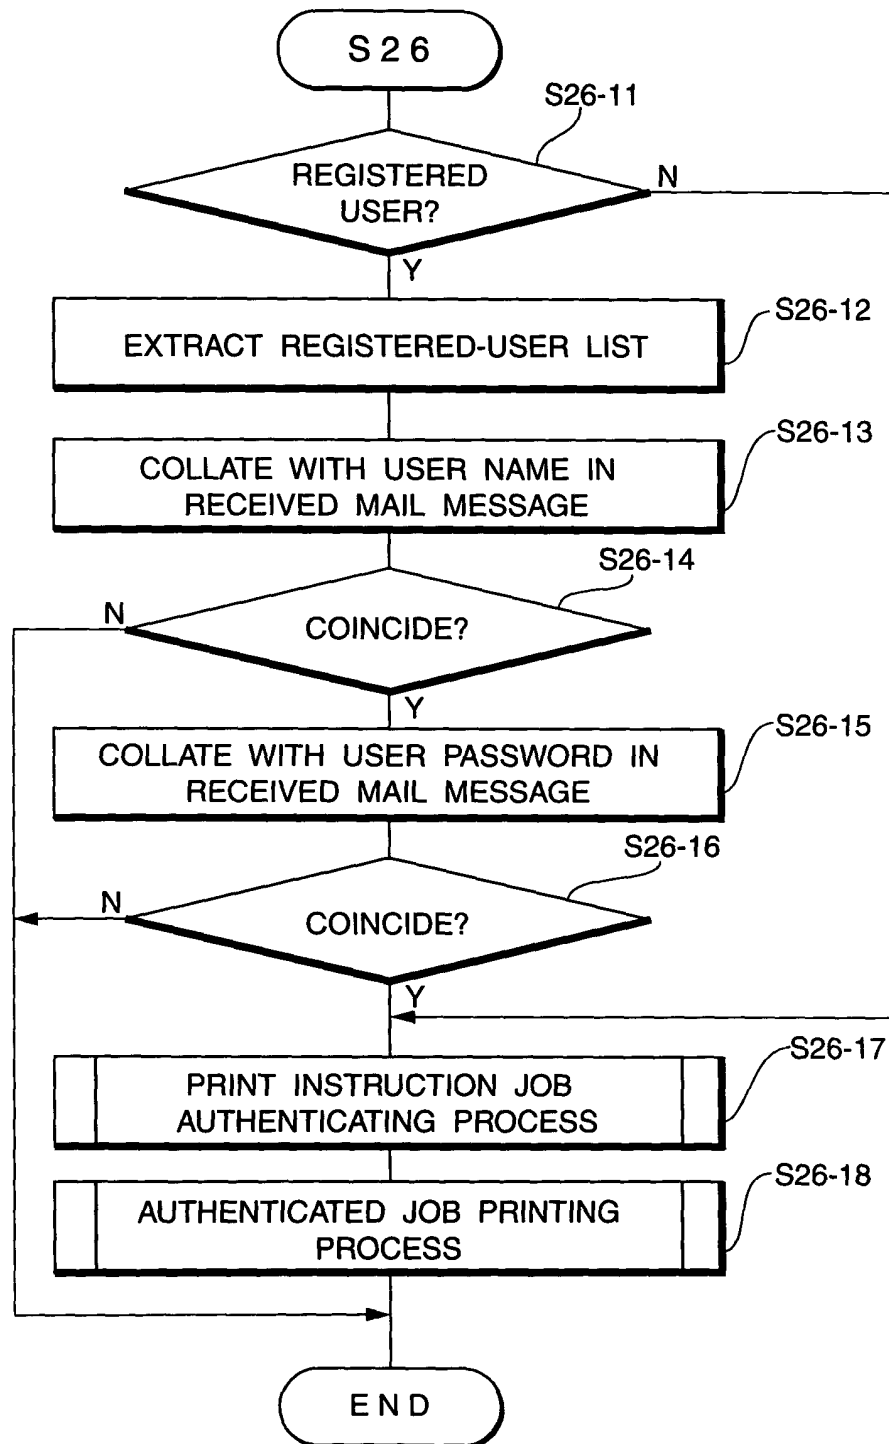 S26
S26-11
REGISTERED
USER?
N
Y
S26-12
EXTRACT REGISTERED-USER LIST
S26-13
COLLATE WITH USER NAME IN
RECEIVED MAIL MESSAGE
S26-14
N
COINCIDE?
Y
S26-15
COLLATE WITH USER PASSWORD IN
RECEIVED MAIL MESSAGE
S26-16
N
COINCIDE?
Y
S26-17
PRINT INSTRUCTION JOB
AUTHENTICATING PROCESS
S26-18
AUTHENTICATED JOB PRINTING
PROCESS
END